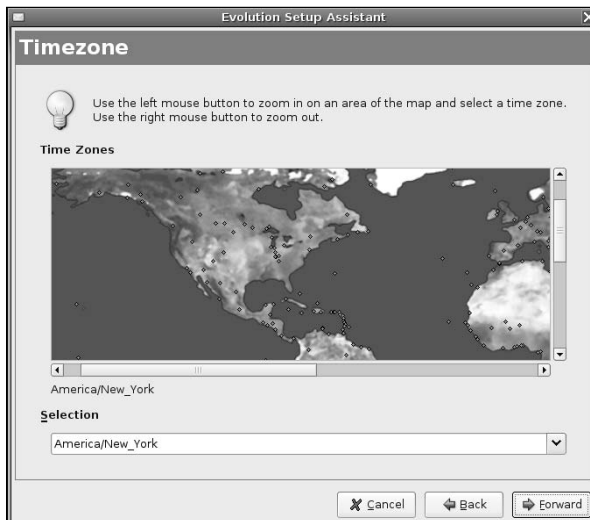 Evolution Setup Assistant
Timezone
Use the left mouse button to zoom in on an area of the map and select a time zone.
Use the right mouse button to zoom out.
Time Zones
America/New_York
Selection
America/New_York
Cancel
Back
Forward